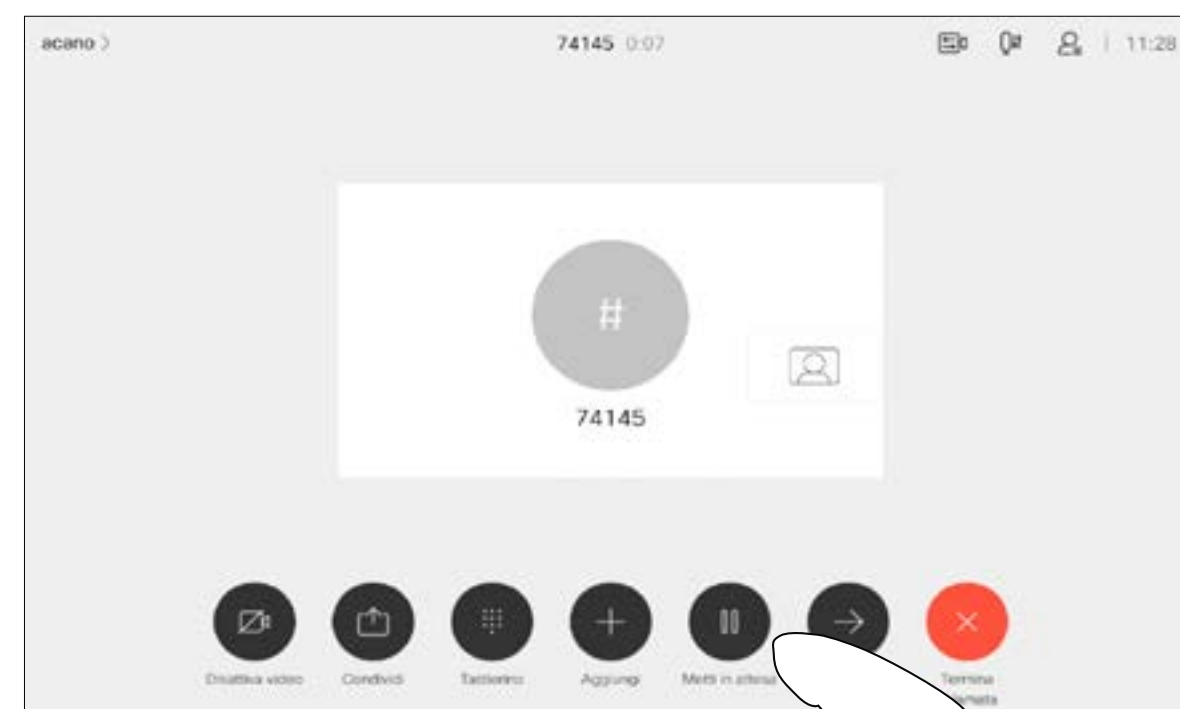 acano
74145 0:07
11:28
#
74145
Disattiva video
Condividi
Tastierino
Aggiungi
Metti in attesa
Termina